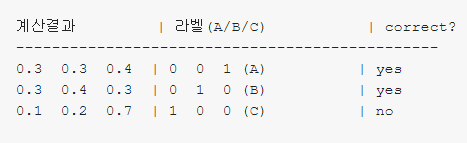 계산결과 | 라벨(A/B/C) | correct?
-----------------------------------------------
0.3 0.3 0.4 | 0 0 1 (A) | yes
0.3 0.4 0.3 | 0 1 0 (B) | yes
0.1 0.2 0.7 | 1 0 0 (C) | no